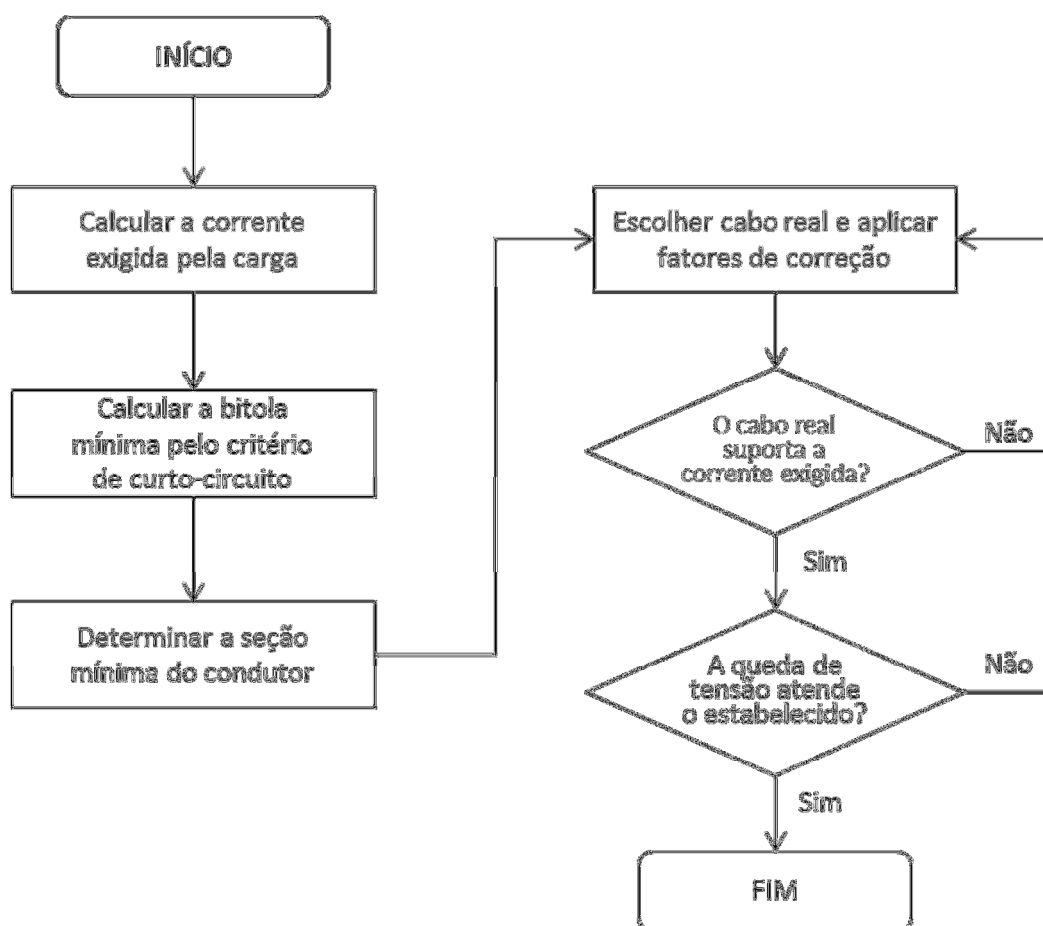 INÍCIO
Calcular a corrente
exigida pela carga
Calcular a bitola
mínima pelo critério
de curto-circuito
Determinar a seção
mínima do condutor
Escolher cabo real e aplicar
fatores de correção
O cabo real
suporta a
corrente exigida?
Não
Sim
A queda de
tensão atende
o estabelecido?
Não
Sim
FIM